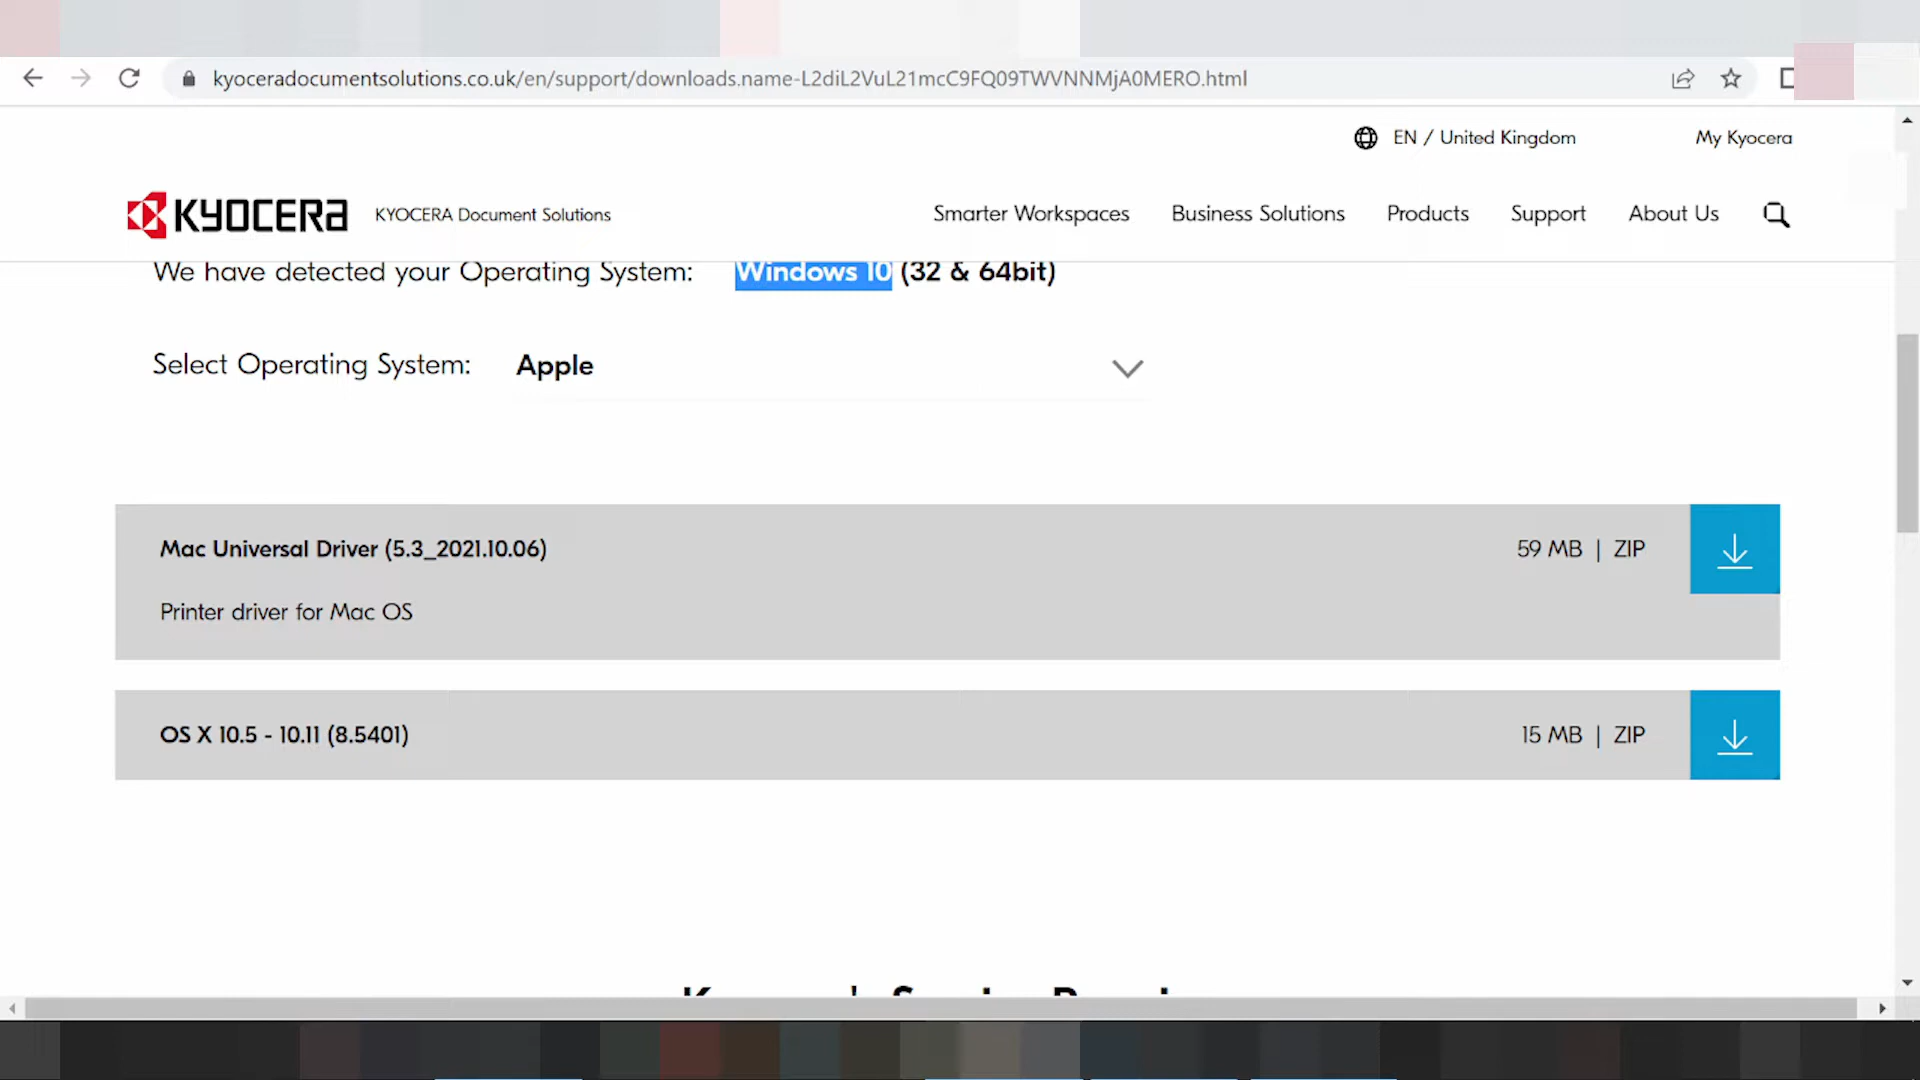 kyoceradocumentsolutions.co.uk/en/support/downloads.name-L2diL2VuL21mcC9FQ09TWVNNMjA0MERO.html
EN / United Kingdom
My Kyocera
KYOCERA
KYOCERA Document Solutions
Smarter Workspaces
Business Solutions
Products
Support
About Us
We have detected your Operating System: Windows 10 (32 & 64bit)
Select Operating System: Apple
Mac Universal Driver (5.3_2021.10.06)
59 MB | ZIP
Printer driver for Mac OS
OS X 10.5 - 10.11 (8.5401)
15 MB | ZIP